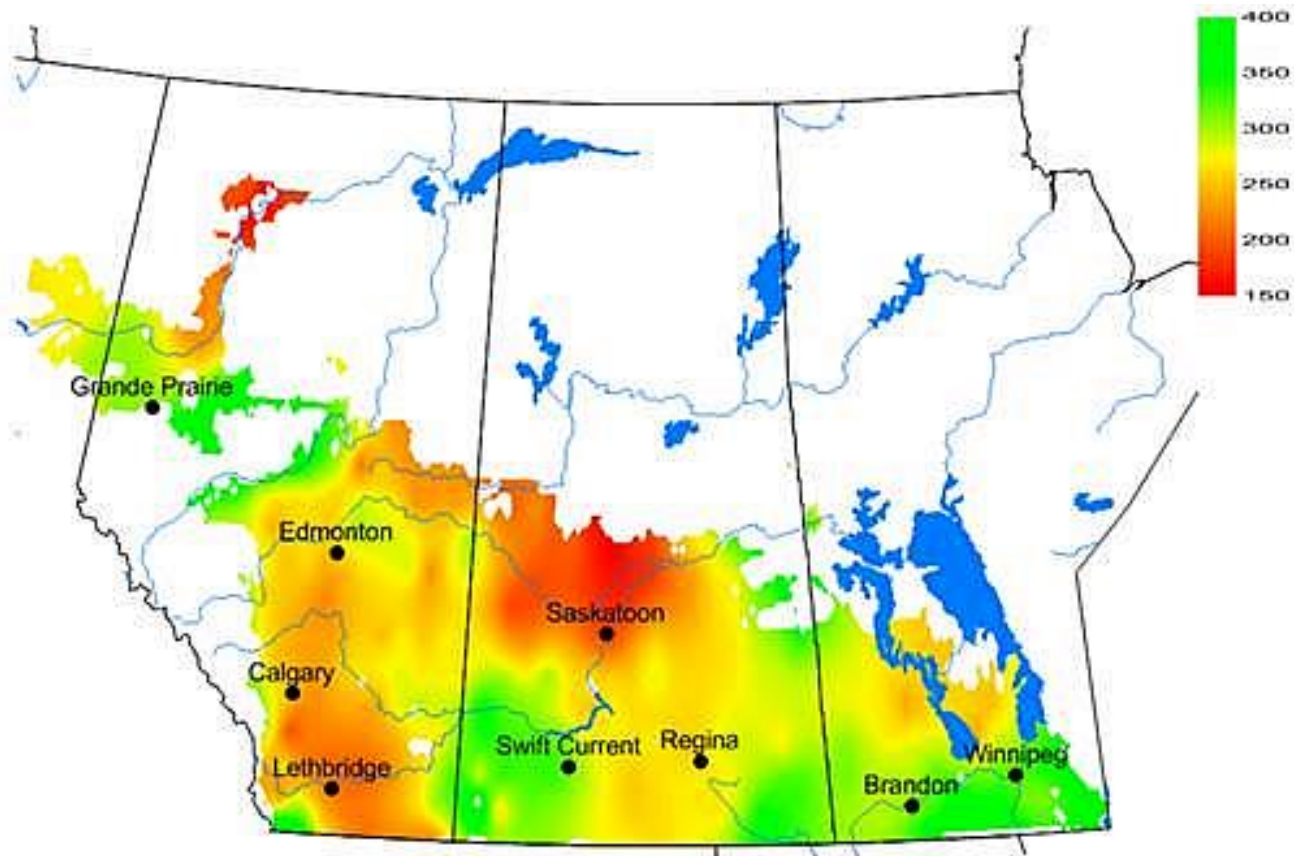 400
350
300
250
200
150
Grande Prairie
Edmonton
Saskatoon
Calgary
Swift Current
Regina
Winnipeg
Lethbridge
Brandon